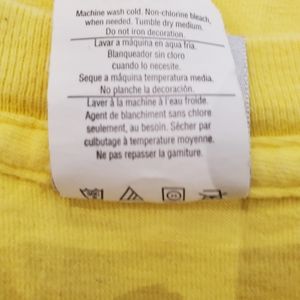 Machine wash cold. Non-chlorine bleach,
when needed. Tumble dry medium.
Do not iron decoration.
Lavar a máquina en agua fria.
Blanqueador sin cloro
cuando lo necesite.
Seque a máquina temperatura media.
No planche la decoración.
Laver à la machine à l'eau froide.
Agent de blanchiment sans chlore
seulement, au besoin. Sécher par
culbutage à température moyenne.
Ne pas repasser la garniture.